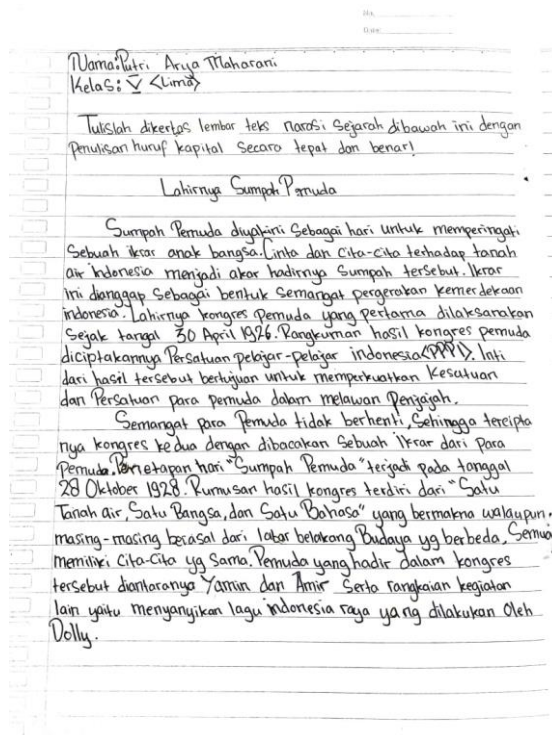 No.
Date:
Nama: Putri Arya Maharani
Kelas: V <Lima>
Tulislah dikertas lembar teks narasi Sejarah dibawah ini dengan
Penulisan huruf kapital Secara tepat dan benar!
Lahirnya Sumpah Pemuda
Sumpah Pemuda diyakini Sebagai hari untuk memperingati
Sebuah ikrar anak bangsa. Cinta dan Cita-cita terhadap tanah
air indonesia menjadi akar hadirnya Sumpah tersebut. Ikrar
ini dianggap Sebagai bentuk Semangat pergerakan kemerdekaan
indonesia. Lahirnya kongres Pemuda yang pertama dilaksanakan
Sejak tangal 30 April 1926. Rangkuman hasil kongres pemuda
diciptakannya Persatuan pelajar-pelajar indonesia (PPPI). Inti
dari hasil tersebut bertujuan untuk memperkuatkan Kesatuan
dan Persatuan para pemuda dalam melawan Penjajah.
Semangat para Pemuda tidak berhenti, Sehingga tercipta
nya kongres ke dua dengan dibacakan Sebuah Ikrar dari Para
Pemuda. Penetapan hari "Sumpah Pemuda" terjadi pada tanggal
28 Oktober 1928. Rumusan hasil kongres terdiri dari "Satu
Tanah air, Satu Bangsa, dan Satu Bahasa" yang bermakna walaupun.
masing-masing berasal dari latar belakang Budaya yg berbeda, Semua
memiliki Cita-Cita yg Sama. Pemuda yang hadir dalam kongres
tersebut diantaranya Yamin dan Amir Serta rangkaian kegiatan
lain yaitu menyanyikan lagu indonesia raya yang dilakukan Oleh
Dolly.